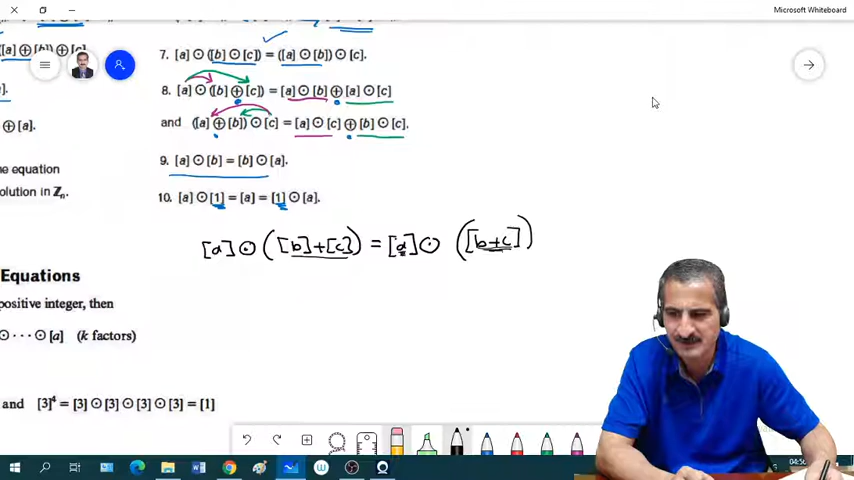 Microsoft Whiteboard
([a] ⊕ [b]) ⊕ [c].
7. [a] ⊙ ([b] ⊙ [c]) = ([a] ⊙ [b]) ⊙ [c].
8. [a] ⊙ ([b] ⊕ [c]) = [a] ⊙ [b] ⊕ [a] ⊙ [c]
⊕ [a].
and ([a] ⊕ [b]) ⊙ [c] = [a] ⊙ [c] ⊕ [b] ⊙ [c].
9. [a] ⊙ [b] = [b] ⊙ [a].
he equation
olution in ℤn.
10. [a] ⊙ [1] = [a] = [1] ⊙ [a].
[a] ⊙ ([b]+[c]) = [a] ⊙ ([b+c])
Equations
positive integer, then
⊙ · · · ⊙ [a] (k factors)
and [3]⁴ = [3] ⊙ [3] ⊙ [3] ⊙ [3] = [1]